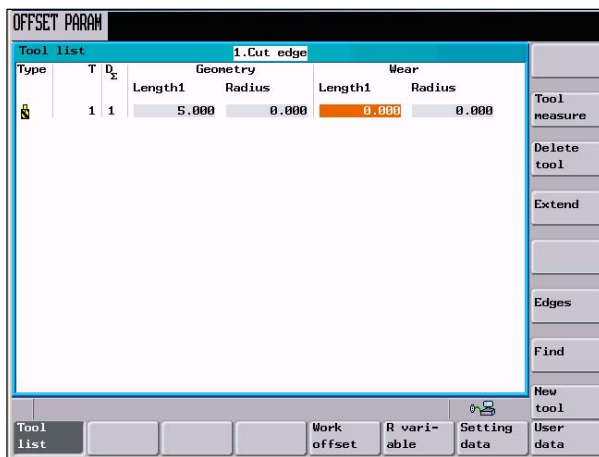 OFFSET PARAM
Tool list 1.Cut edge
Type T DΣ Geometry Wear
Length1 Radius Length1 Radius
1 1 5.000 0.000 0.000 0.000
Tool measure
Delete tool
Extend
Edges
Find
New tool
Tool list
Work offset
R vari-able
Setting data
User data